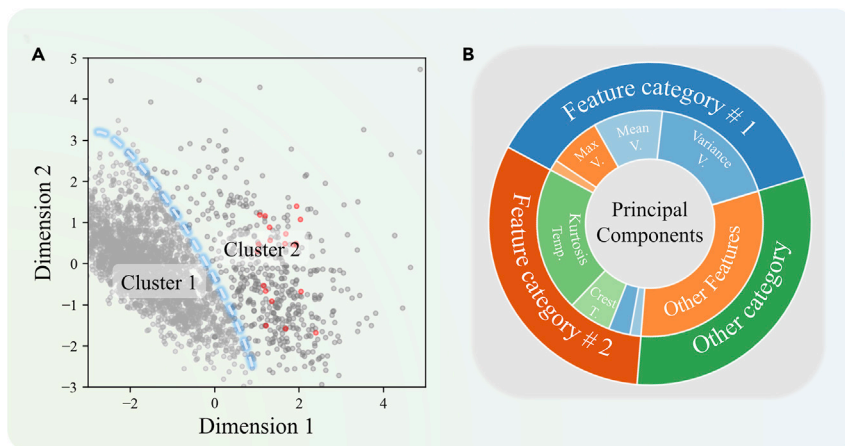 A
5
4
3
2
1
0
−1
−2
−3
−2
0
2
4
Dimension 2
Dimension 1
Cluster 1
Cluster 2
B
Feature category # 1
Feature category # 2
Other category
Max
V.
Mean
V.
Variance
V.
Kurtosis
Temp.
Crest
T.
Other Features
Principal
Components